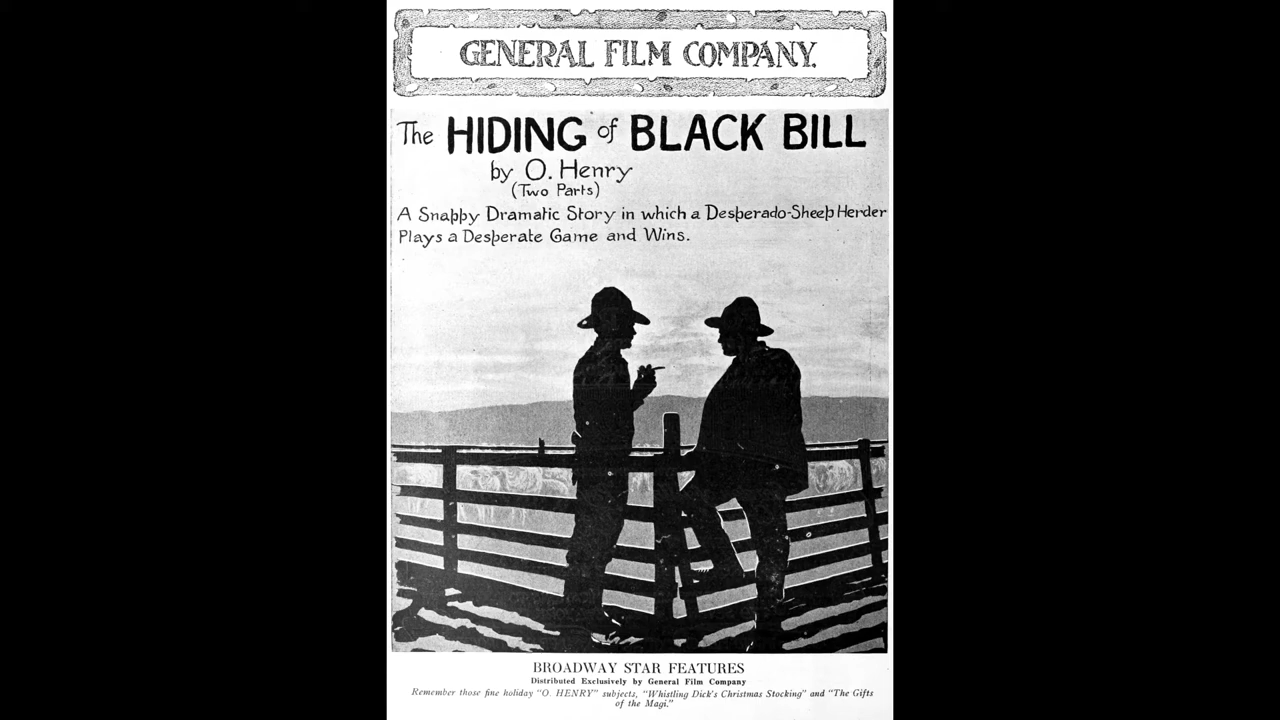 GENERAL FILM COMPANY.
The HIDING of BLACK BILL
by O. Henry
(Two Parts)
A Snappy Dramatic Story in which a Desperado-Sheep Herder
Plays a Desperate Game and Wins.
BROADWAY STAR FEATURES
Distributed Exclusively by General Film Company
Remember those fine holiday "O. HENRY" subjects, "Whistling Dick's Christmas Stocking" and "The Gifts
of the Magi."